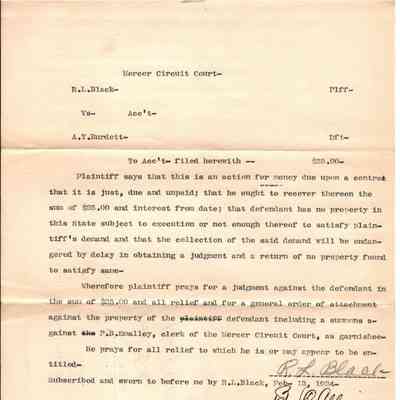 Mercer Circuit Court-
R.L.Black- Plff-
Vs- Acc't-
A.T.Burdett- Dft-
To Acc't- filed herewith -- $25.00-
Plaintiff says that this is an action for money due upon a contract
that it is just, due and unpaid; that he ought to recover thereon the
sum of $25.00 and interest from date; that defendant has no property in
this State subject to execution or not enough thereof to satisfy plain-
tiff's demand and that the collection of the said demand will be endan-
gered by delay in obtaining a judgment and a return of no property found
to satisfy same-
Wherefore plaintiff prays for a judgment against the defendant in
the sum of $25.00 and all relief and for a general order of attachment
against the property of the plaintiff defendant including a summons a-
gainst the P.B.Smalley, clerk of the Mercer Circuit Court, as garnishee-
He prays for all relief to which he is or may appear to be en-
titled-
R. L. Black-
Subscribed and sworn to before me by R.L.Black, Feb. 13, 1924-